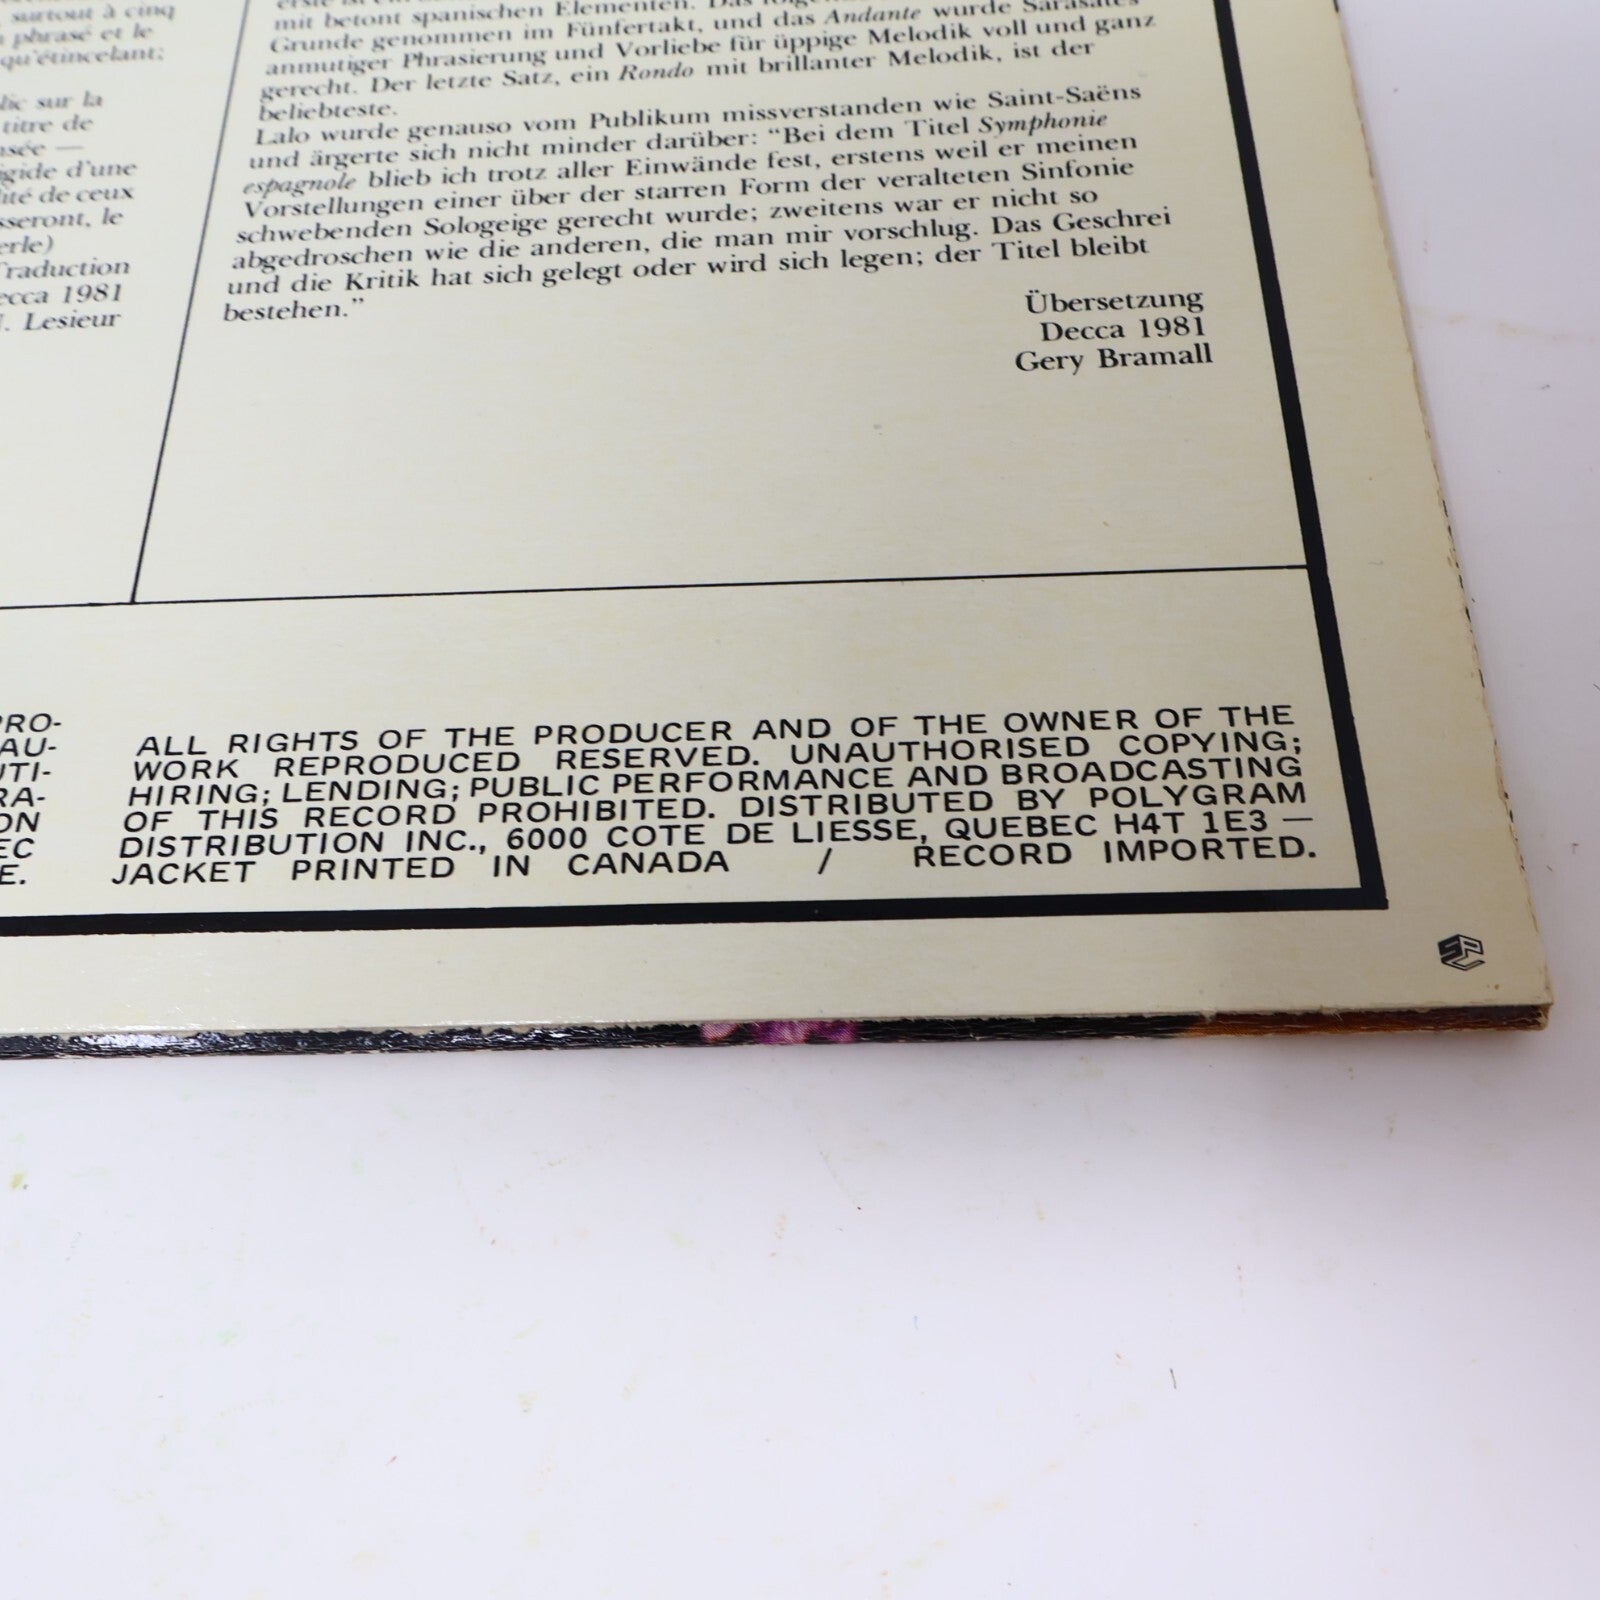 surtout à cinq
phrasé et le
qu'étincelant;
sur la
titre de
d'une
de ceux
sseront, le
erle)
Traduction
ecca 1981
Lesieur
mit betont spanischen Elementen. Das
Grunde genommen im Fünfertakt, und das Andante wurde Sarasates
anmutiger Phrasierung und Vorliebe für üppige Melodik voll und ganz
gerecht. Der letzte Satz, ein Rondo mit brillanter Melodik, ist der
beliebteste.
Lalo wurde genauso vom Publikum missverstanden wie Saint-Saëns
und ärgerte sich nicht minder darüber: "Bei dem Titel Symphonie
espagnole blieb ich trotz aller Einwände fest, erstens weil er meinen
Vorstellungen einer über der starren Form der veralteten Sinfonie
schwebenden Sologeige gerecht wurde; zweitens war er nicht so
abgedroschen wie die anderen, die man mir vorschlug. Das Geschrei
und die Kritik hat sich gelegt oder wird sich legen; der Titel bleibt
bestehen."
Übersetzung
Decca 1981
Gery Bramall
PRO-
AU-
UTI-
RA-
ON
EC
E.
ALL RIGHTS OF THE PRODUCER AND OF THE OWNER OF THE
WORK REPRODUCED RESERVED. UNAUTHORISED COPYING;
HIRING; LENDING; PUBLIC PERFORMANCE AND BROADCASTING
OF THIS RECORD PROHIBITED. DISTRIBUTED BY POLYGRAM
DISTRIBUTION INC., 6000 COTE DE LIESSE, QUEBEC H4T 1E3 —
JACKET PRINTED IN CANADA / RECORD IMPORTED.